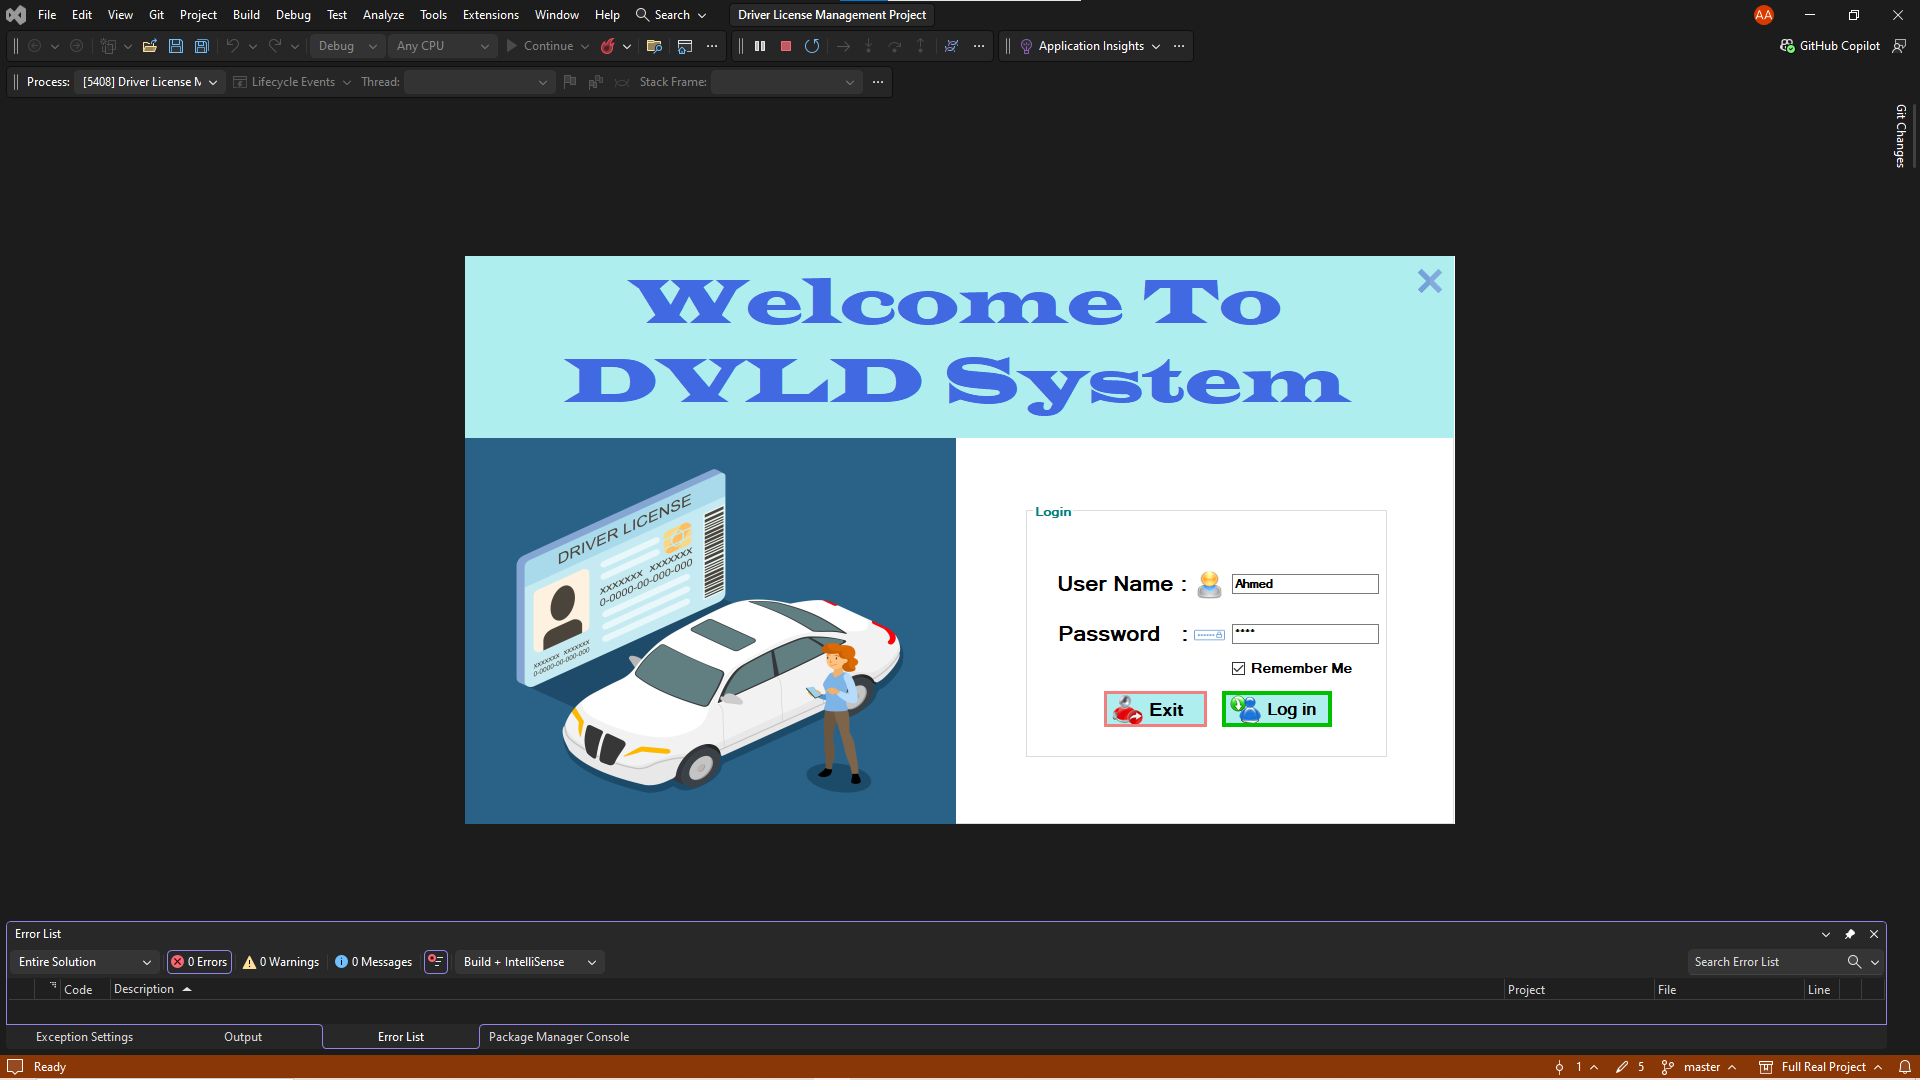 File Edit View Git Project Build Debug Test Analyze Tools Extensions Window Help Search Driver License Management Project AA
Debug Any CPU Continue Application Insights GitHub Copilot
Process: [5408] Driver License M Lifecycle Events Thread: Stack Frame:
Git Changes
Welcome To
DVLD System
DRIVER LICENSE
XXXXXXX XXXXXXX
0-0000-00-000-000
XXXXXXX XXXXXXX
0-0000-00-000-000
Login
User Name : Ahmed
Password : ****
Remember Me
Exit Log in
Error List
Entire Solution 0 Errors 0 Warnings 0 Messages Build + IntelliSense Search Error List
Code Description Project File Line
Exception Settings Output Error List Package Manager Console
Ready 1 5 master Full Real Project